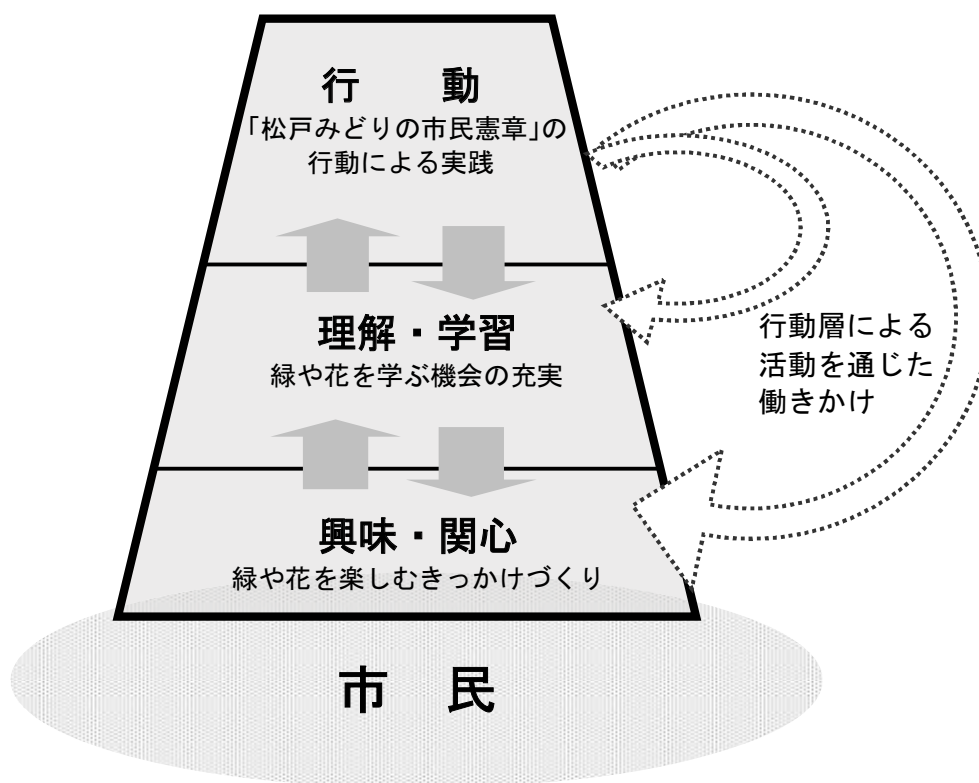 行　動
「松戸みどりの市民憲章」の
行動による実践
理解・学習
緑や花を学ぶ機会の充実
興味・関心
緑や花を楽しむきっかけづくり
市　民
行動層による
活動を通じた
働きかけ